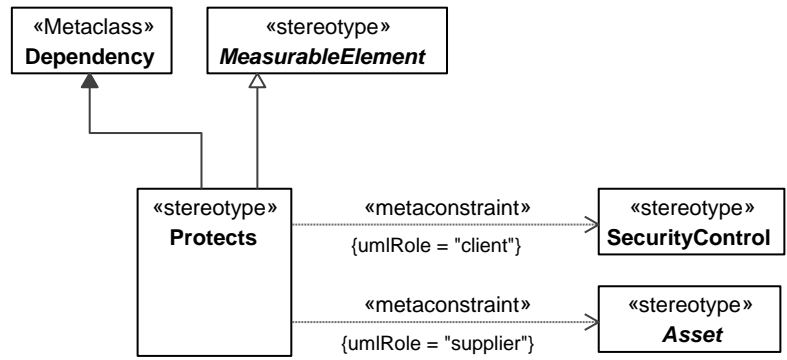 «Metaclass»
Dependency
«stereotype»
MeasurableElement
«stereotype»
Protects
«metaconstraint»
{umlRole = "client"}
«stereotype»
SecurityControl
«metaconstraint»
{umlRole = "supplier"}
«stereotype»
Asset